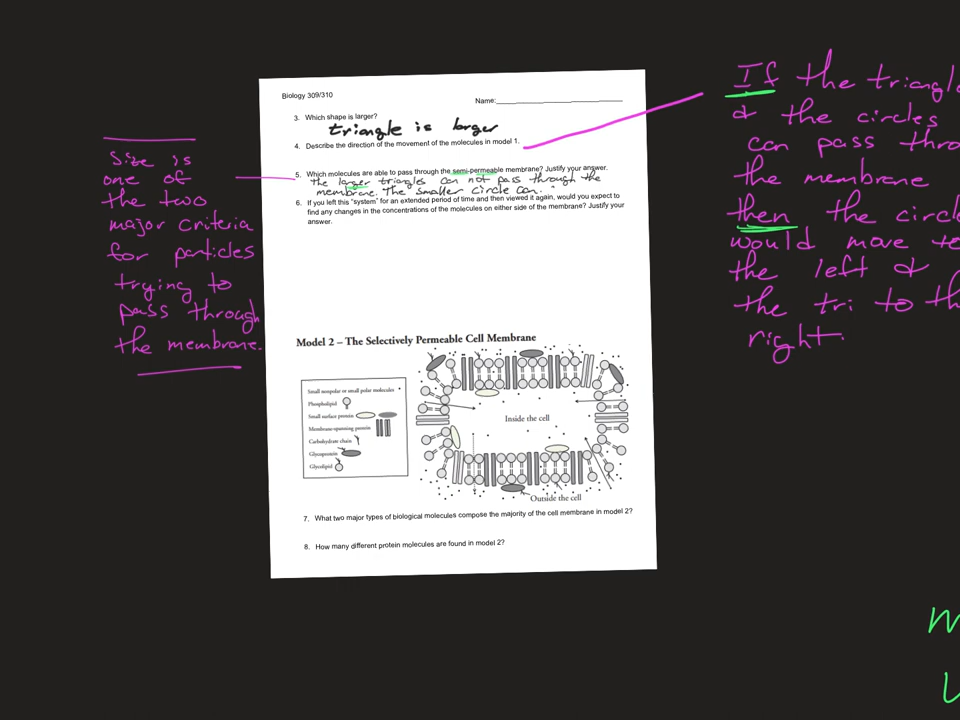 Biology 309/310
Name:
3. Which shape is larger?
triangle is larger
4. Describe the direction of the movement of the molecules in model 1.
5. Which molecules are able to pass through the semi-permeable membrane? Justify your answer.
The larger triangles can not pass through the
membrane. The smaller circle can.
6. If you left this "system" for an extended period of time and then viewed it again, would you expect to
find any changes in the concentrations of the molecules on either side of the membrane? Justify your
answer.
Size is
one of
the two
major criteria
for particles
trying to
pass through
the membrane.
If the triangle
& the circles
can pass thro
the membrane
then the circl
would move to
the left &
the tri to th
right.
Model 2 – The Selectively Permeable Cell Membrane
Small nonpolar or small polar molecules
Phospholipid
Small surface protein
Membrane-spanning protein
Carbohydrate chain
Glycoprotein
Glycolipid
Inside the cell
Outside the cell
7. What two major types of biological molecules compose the majority of the cell membrane in model 2?
8. How many different protein molecules are found in model 2?